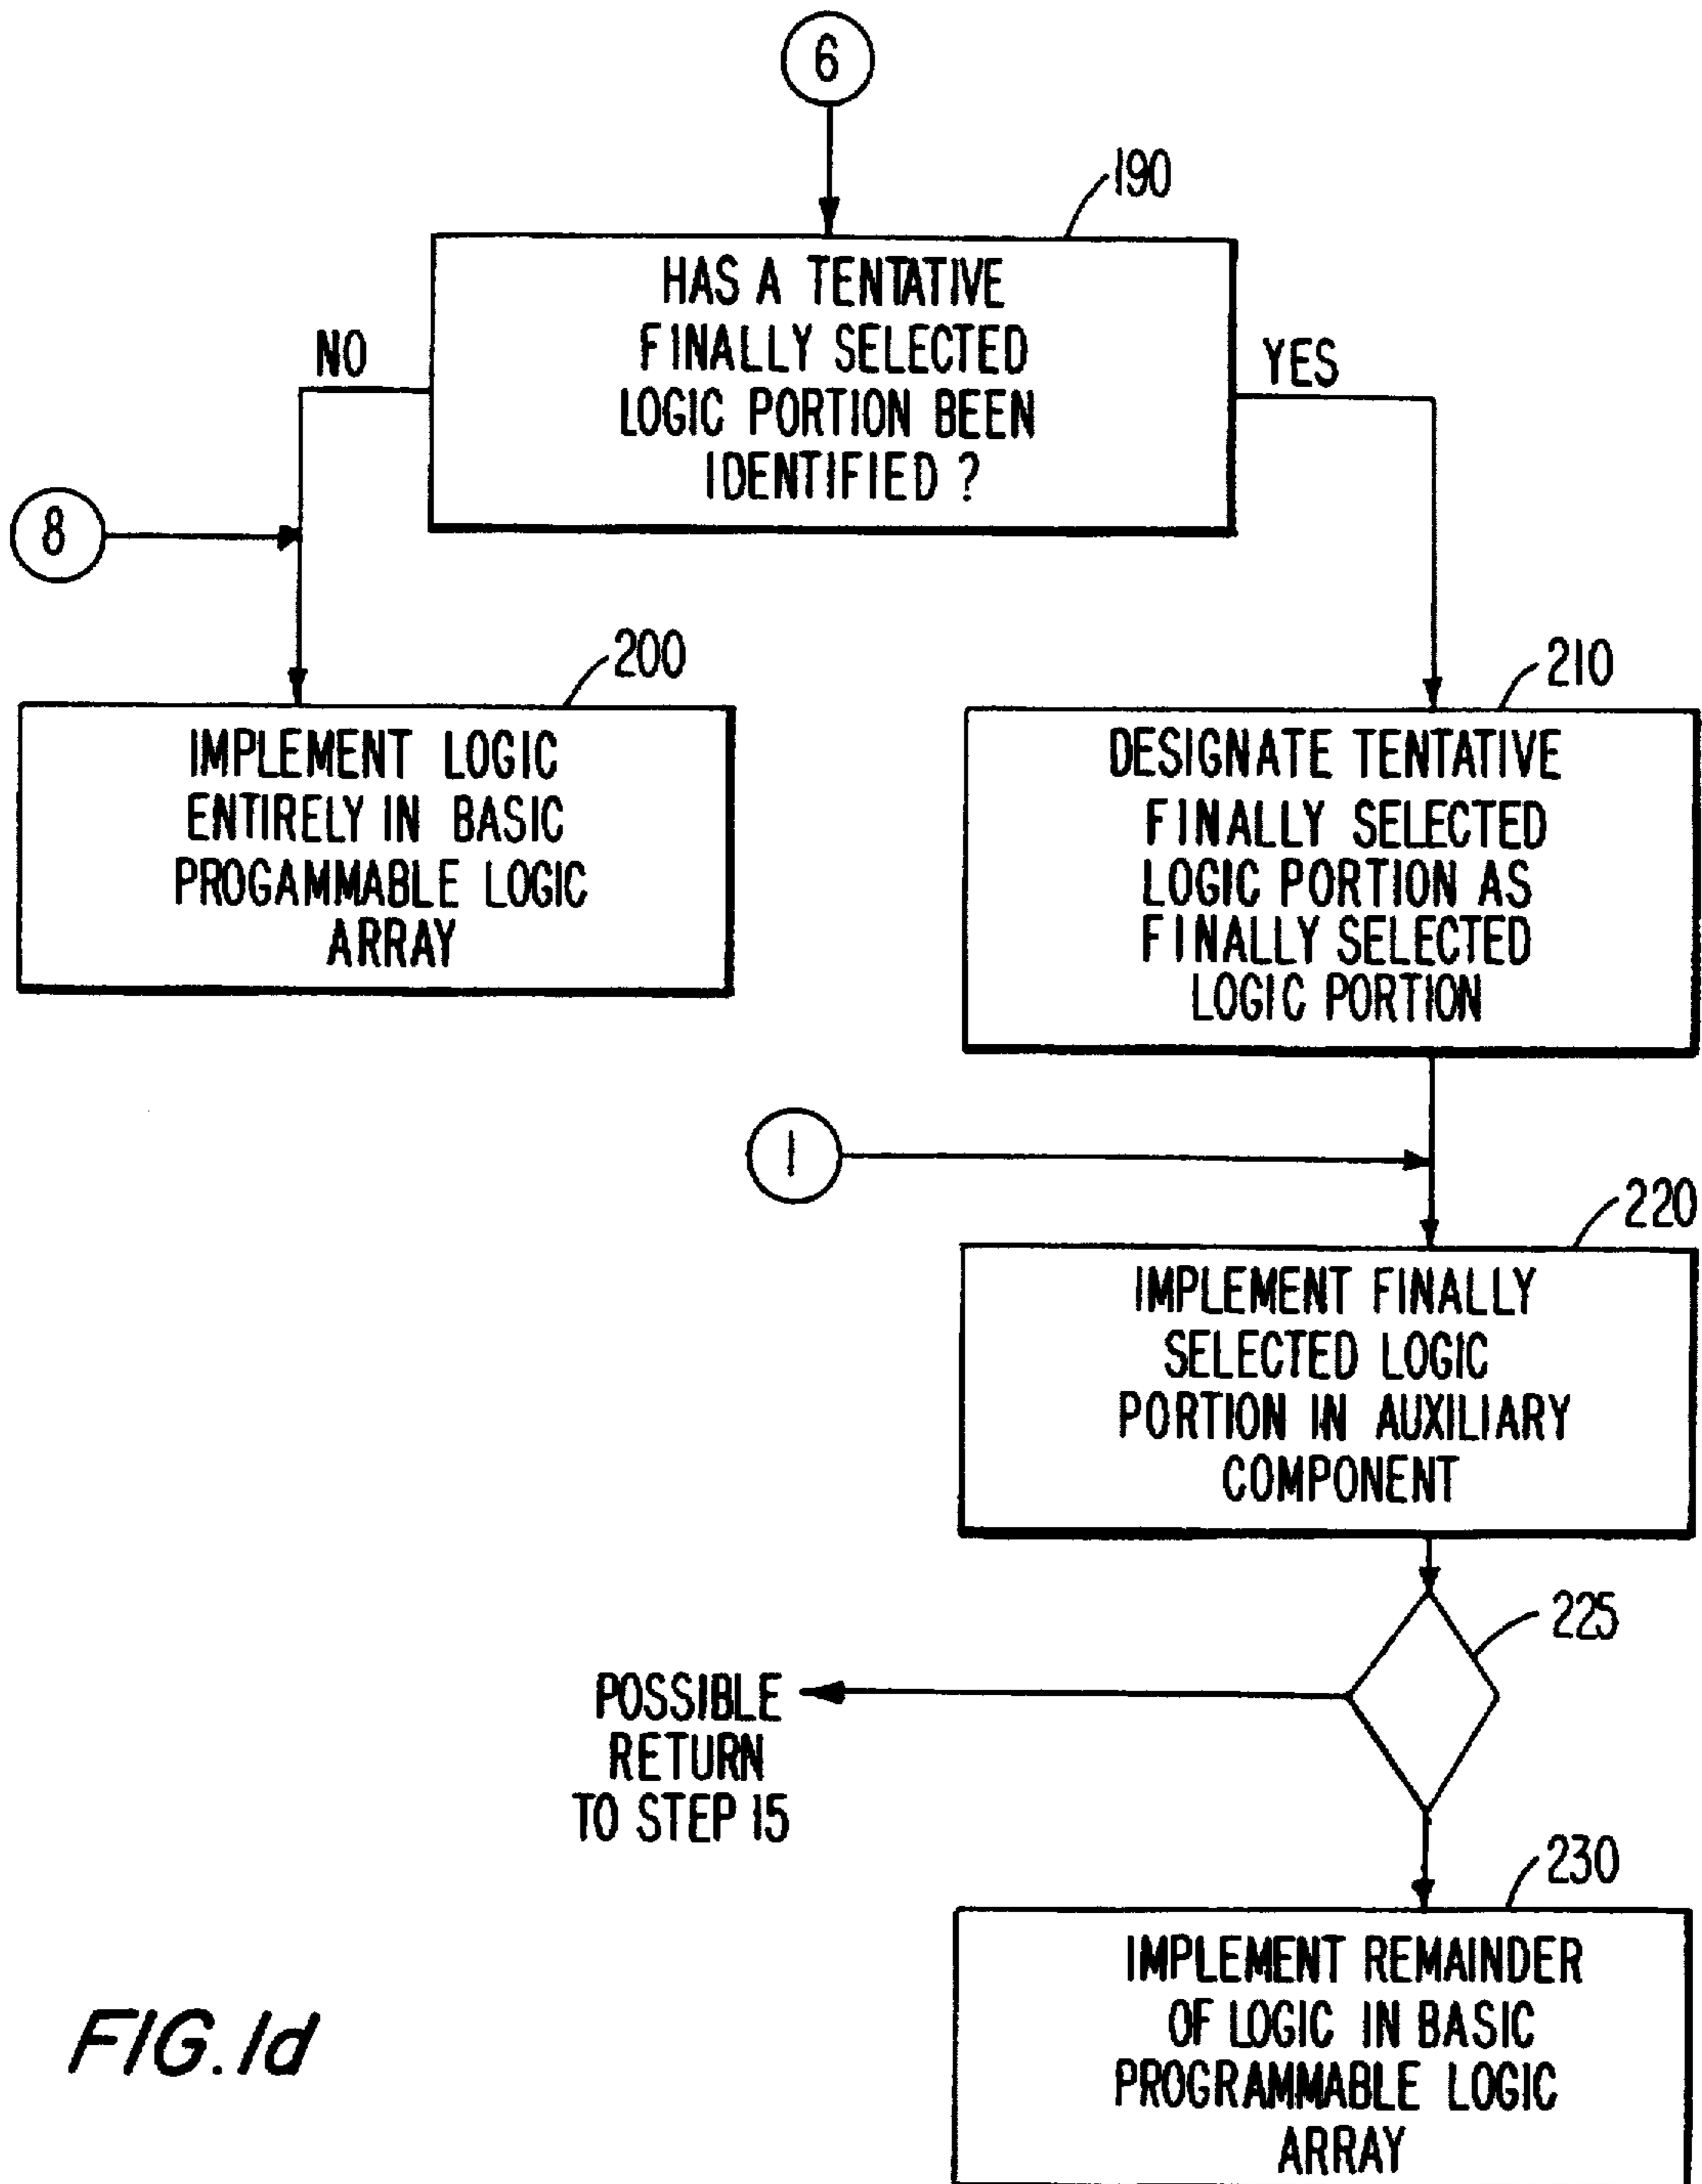 6
190
HAS A TENTATIVE
FINALLY SELECTED
LOGIC PORTION BEEN
IDENTIFIED ?
NO
YES
8
200
IMPLEMENT LOGIC
ENTIRELY IN BASIC
PROGAMMABLE LOGIC
ARRAY
210
DESIGNATE TENTATIVE
FINALLY SELECTED
LOGIC PORTION AS
FINALLY SELECTED
LOGIC PORTION
1
220
IMPLEMENT FINALLY
SELECTED LOGIC
PORTION IN AUXILIARY
COMPONENT
225
POSSIBLE
RETURN
TO STEP 15
230
IMPLEMENT REMAINDER
OF LOGIC IN BASIC
PROGRAMMABLE LOGIC
ARRAY
FIG. 1d